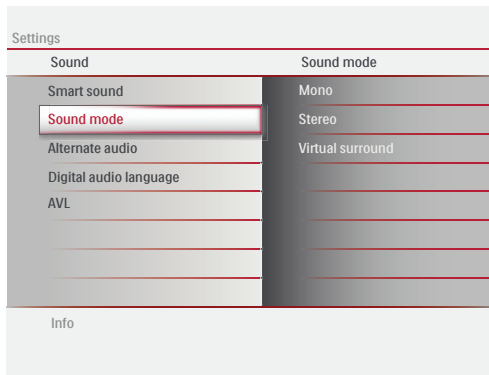 Settings
Sound
Sound mode
Smart sound
Mono
Sound mode
Stereo
Alternate audio
Virtual surround
Digital audio language
AVL
Info